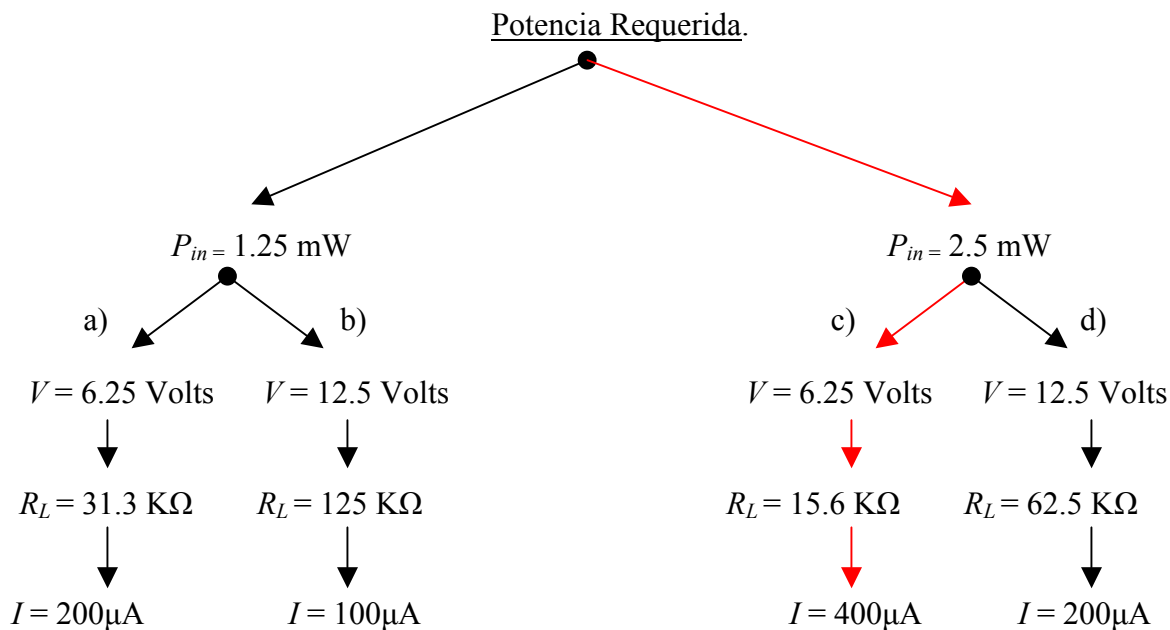 Potencia Requerida.
P_in = 1.25 mW P_in = 2.5 mW
a) b) c) d)
V = 6.25 Volts V = 12.5 Volts V = 6.25 Volts V = 12.5 Volts
R_L = 31.3 KΩ R_L = 125 KΩ R_L = 15.6 KΩ R_L = 62.5 KΩ
I = 200μA I = 100μA I = 400μA I = 200μA